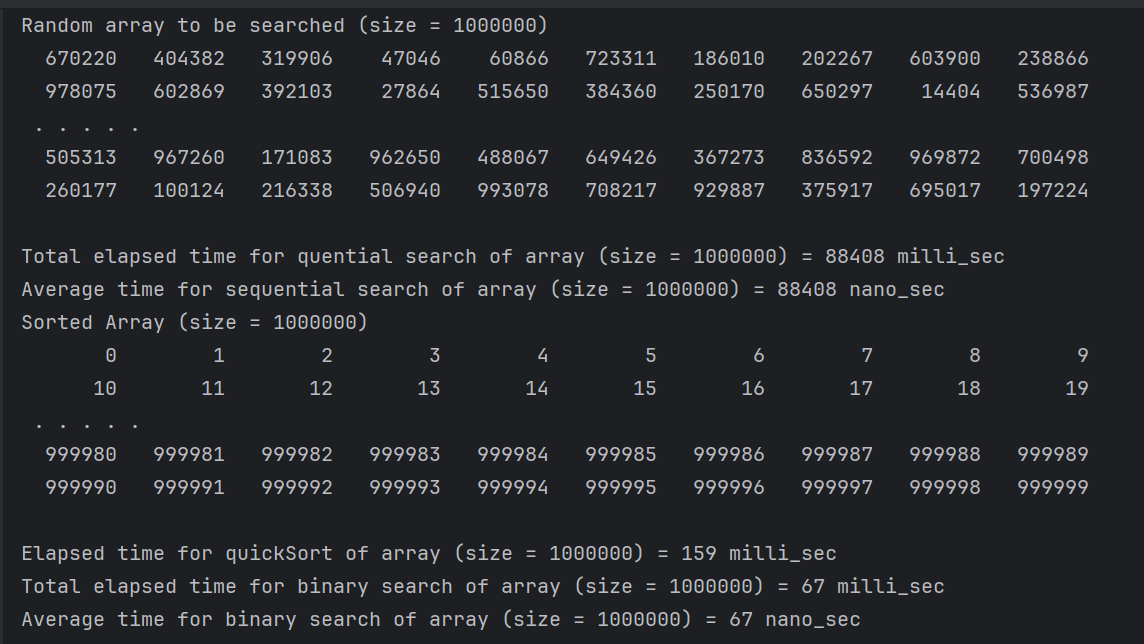 Random array to be searched (size = 1000000)
670220 404382 319906 47046 60866 723311 186010 202267 603900 238866
978075 602869 392103 27864 515650 384360 250170 650297 14404 536987
. . . . .
505313 967260 171083 962650 488067 649426 367273 836592 969872 700498
260177 100124 216338 506940 993078 708217 929887 375917 695017 197224
Total elapsed time for quential search of array (size = 1000000) = 88408 milli_sec
Average time for sequential search of array (size = 1000000) = 88408 nano_sec
Sorted Array (size = 1000000)
0 1 2 3 4 5 6 7 8 9
10 11 12 13 14 15 16 17 18 19
. . . . .
999980 999981 999982 999983 999984 999985 999986 999987 999988 999989
999990 999991 999992 999993 999994 999995 999996 999997 999998 999999
Elapsed time for quickSort of array (size = 1000000) = 159 milli_sec
Total elapsed time for binary search of array (size = 1000000) = 67 milli_sec
Average time for binary search of array (size = 1000000) = 67 nano_sec